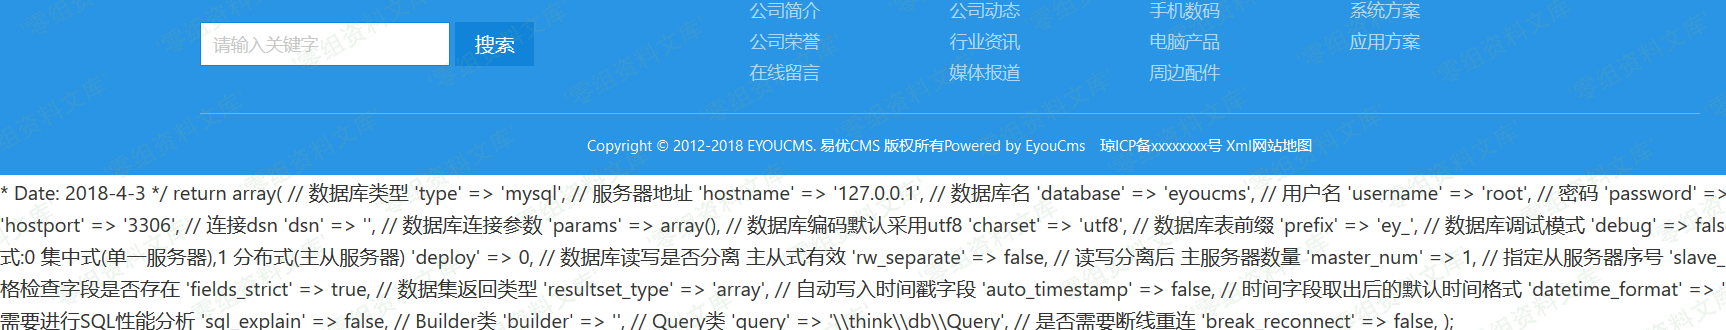 公司简介 公司动态 手机数码 系统方案
请输入关键字 搜索 公司荣誉 行业资讯 电脑产品 应用方案
在线留言 媒体报道 周边配件
Copyright © 2012-2018 EYOUCMS. 易优CMS 版权所有Powered by EyouCms 琼ICP备xxxxxxxx号 Xml网站地图
* Date: 2018-4-3 */ return array( // 数据库类型 'type' => 'mysql', // 服务器地址 'hostname' => '127.0.0.1', // 数据库名 'database' => 'eyoucms', // 用户名 'username' => 'root', // 密码 'password' =>
'hostport' => '3306', // 连接dsn 'dsn' => '', // 数据库连接参数 'params' => array(), // 数据库编码默认采用utf8 'charset' => 'utf8', // 数据库表前缀 'prefix' => 'ey_', // 数据库调试模式 'debug' => fals
式:0 集中式(单一服务器),1 分布式(主从服务器) 'deploy' => 0, // 数据库读写是否分离 主从式有效 'rw_separate' => false, // 读写分离后 主服务器数量 'master_num' => 1, // 指定从服务器序号 'slave_
格检查字段是否存在 'fields_strict' => true, // 数据集返回类型 'resultset_type' => 'array', // 自动写入时间戳字段 'auto_timestamp' => false, // 时间字段取出后的默认时间格式 'datetime_format' => '
需要进行SQL性能分析 'sql_explain' => false, // Builder类 'builder' => '', // Query类 'query' => '\\think\\db\\Query', // 是否需要断线重连 'break_reconnect' => false, );
零组资料文库